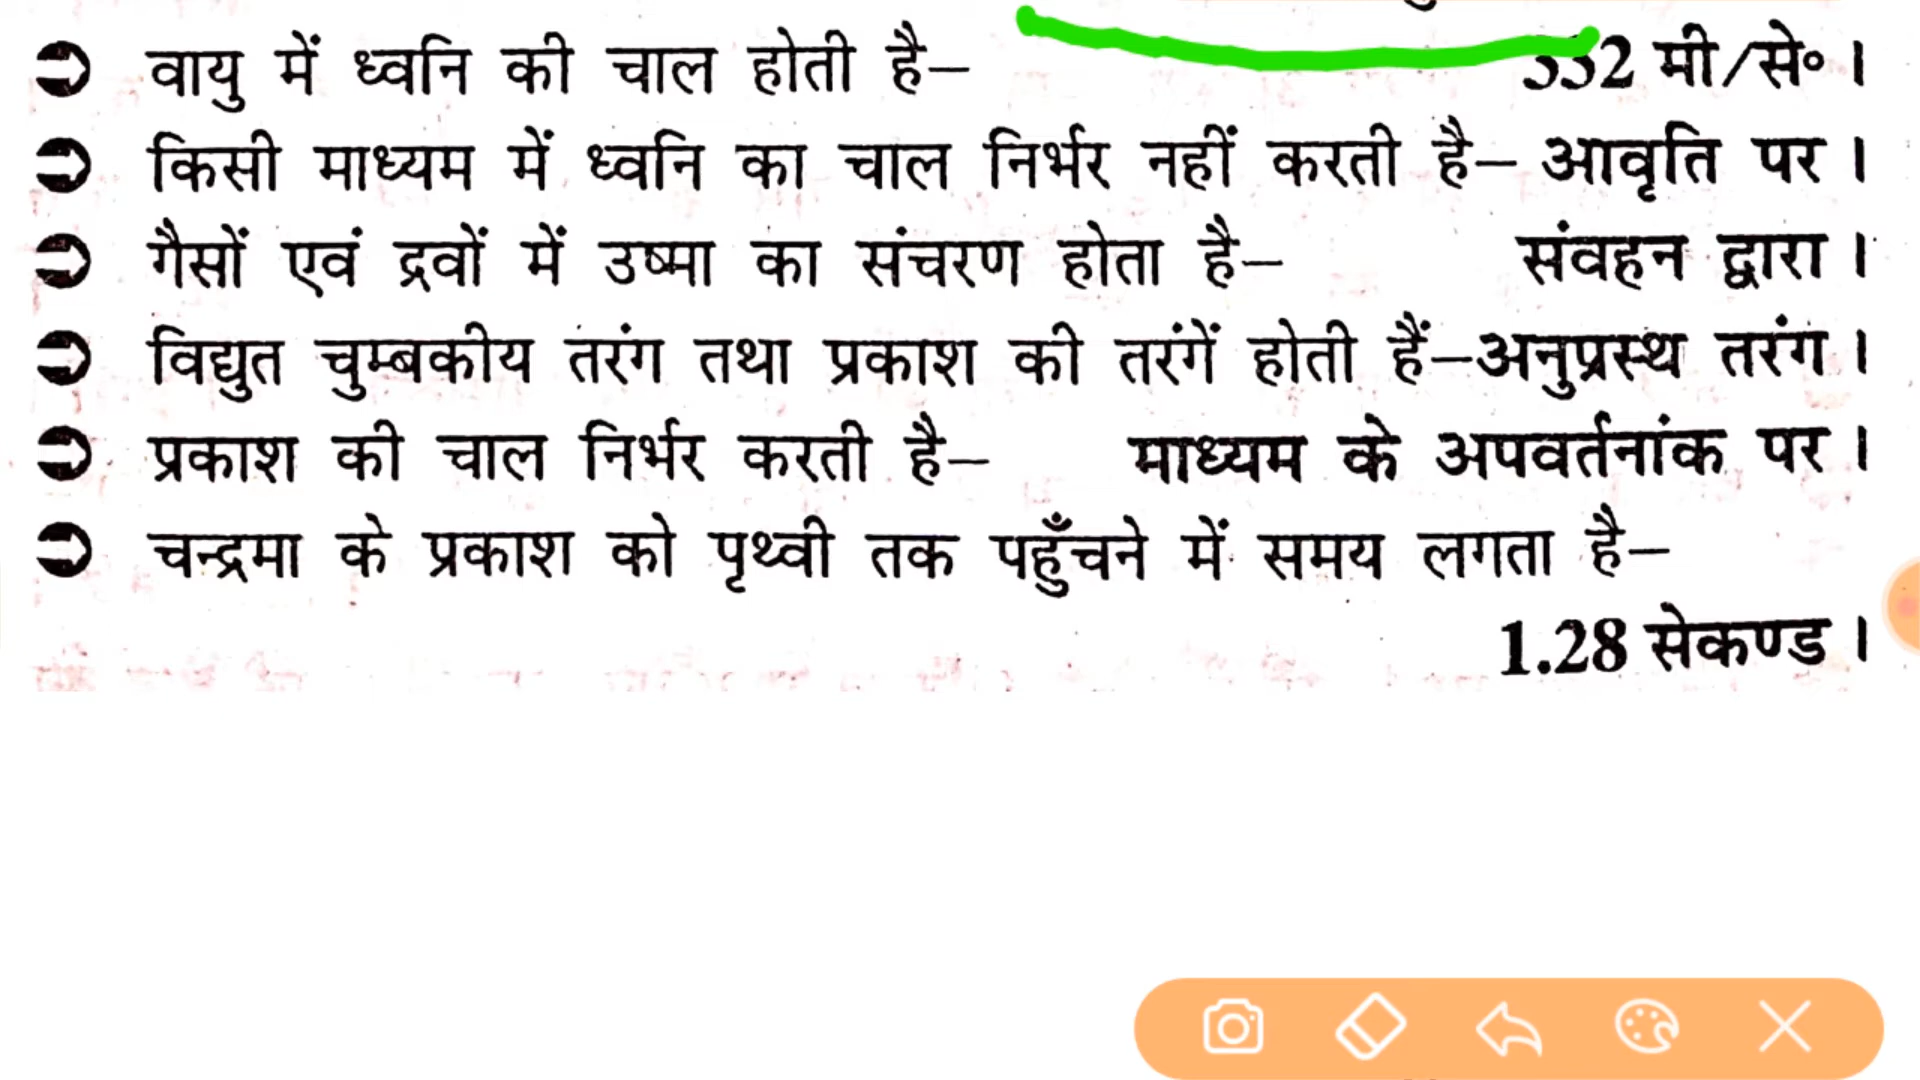 वायु में ध्वनि की चाल होती है– 332 मी/से०।
किसी माध्यम में ध्वनि का चाल निर्भर नहीं करती है– आवृति पर।
गैसों एवं द्रवों में उष्मा का संचरण होता है– संवहन द्वारा।
विद्युत चुम्बकीय तरंग तथा प्रकाश की तरंगें होती हैं–अनुप्रस्थ तरंग।
प्रकाश की चाल निर्भर करती है– माध्यम के अपवर्तनांक पर।
चन्द्रमा के प्रकाश को पृथ्वी तक पहुँचने में समय लगता है–
1.28 सेकण्ड।